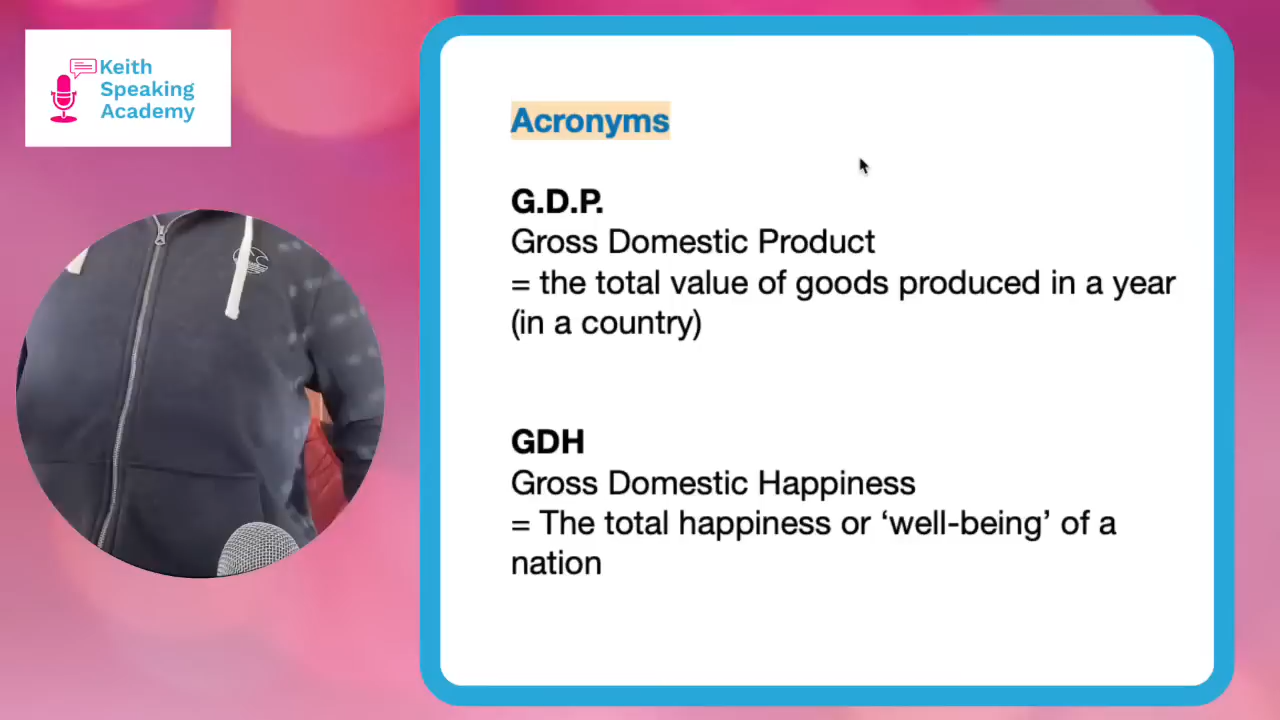 Keith
Speaking
Academy
Acronyms
G.D.P.
Gross Domestic Product
= the total value of goods produced in a year
(in a country)
GDH
Gross Domestic Happiness
= The total happiness or ‘well-being’ of a
nation